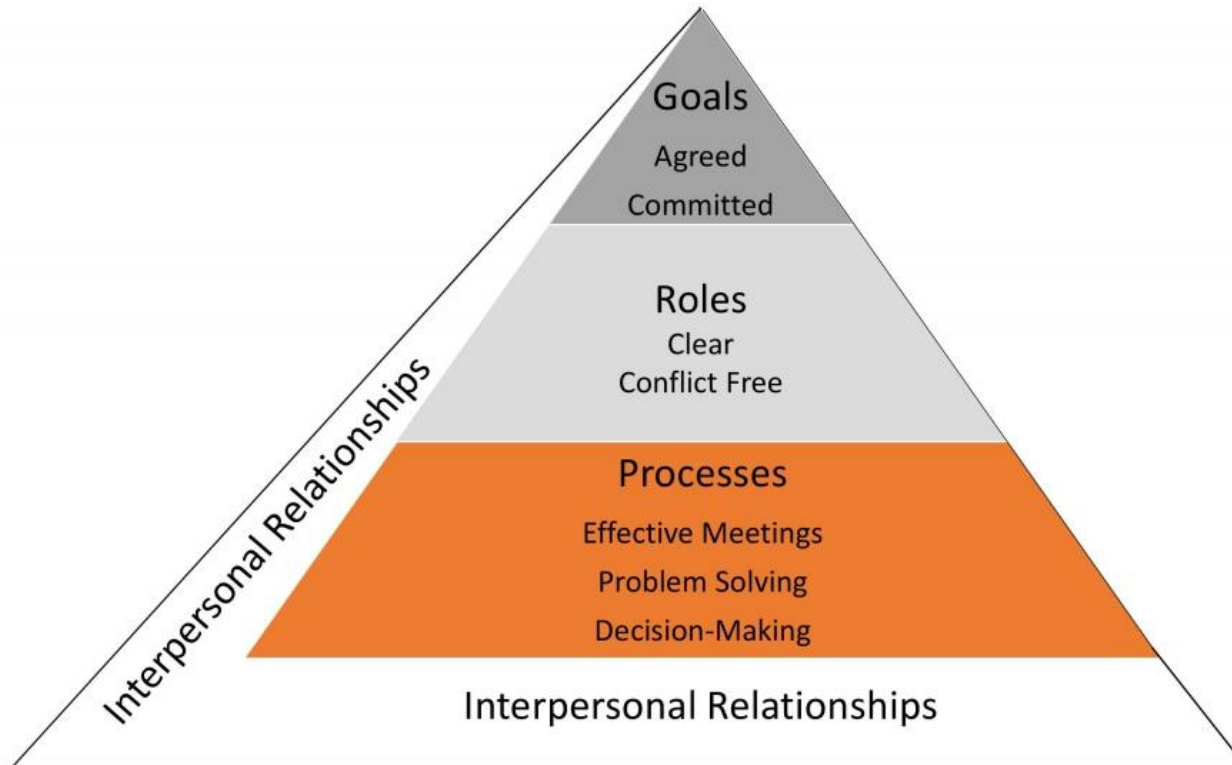 Goals
Agreed
Committed
Roles
Clear
Conflict Free
Processes
Effective Meetings
Problem Solving
Decision-Making
Interpersonal Relationships
Interpersonal Relationships